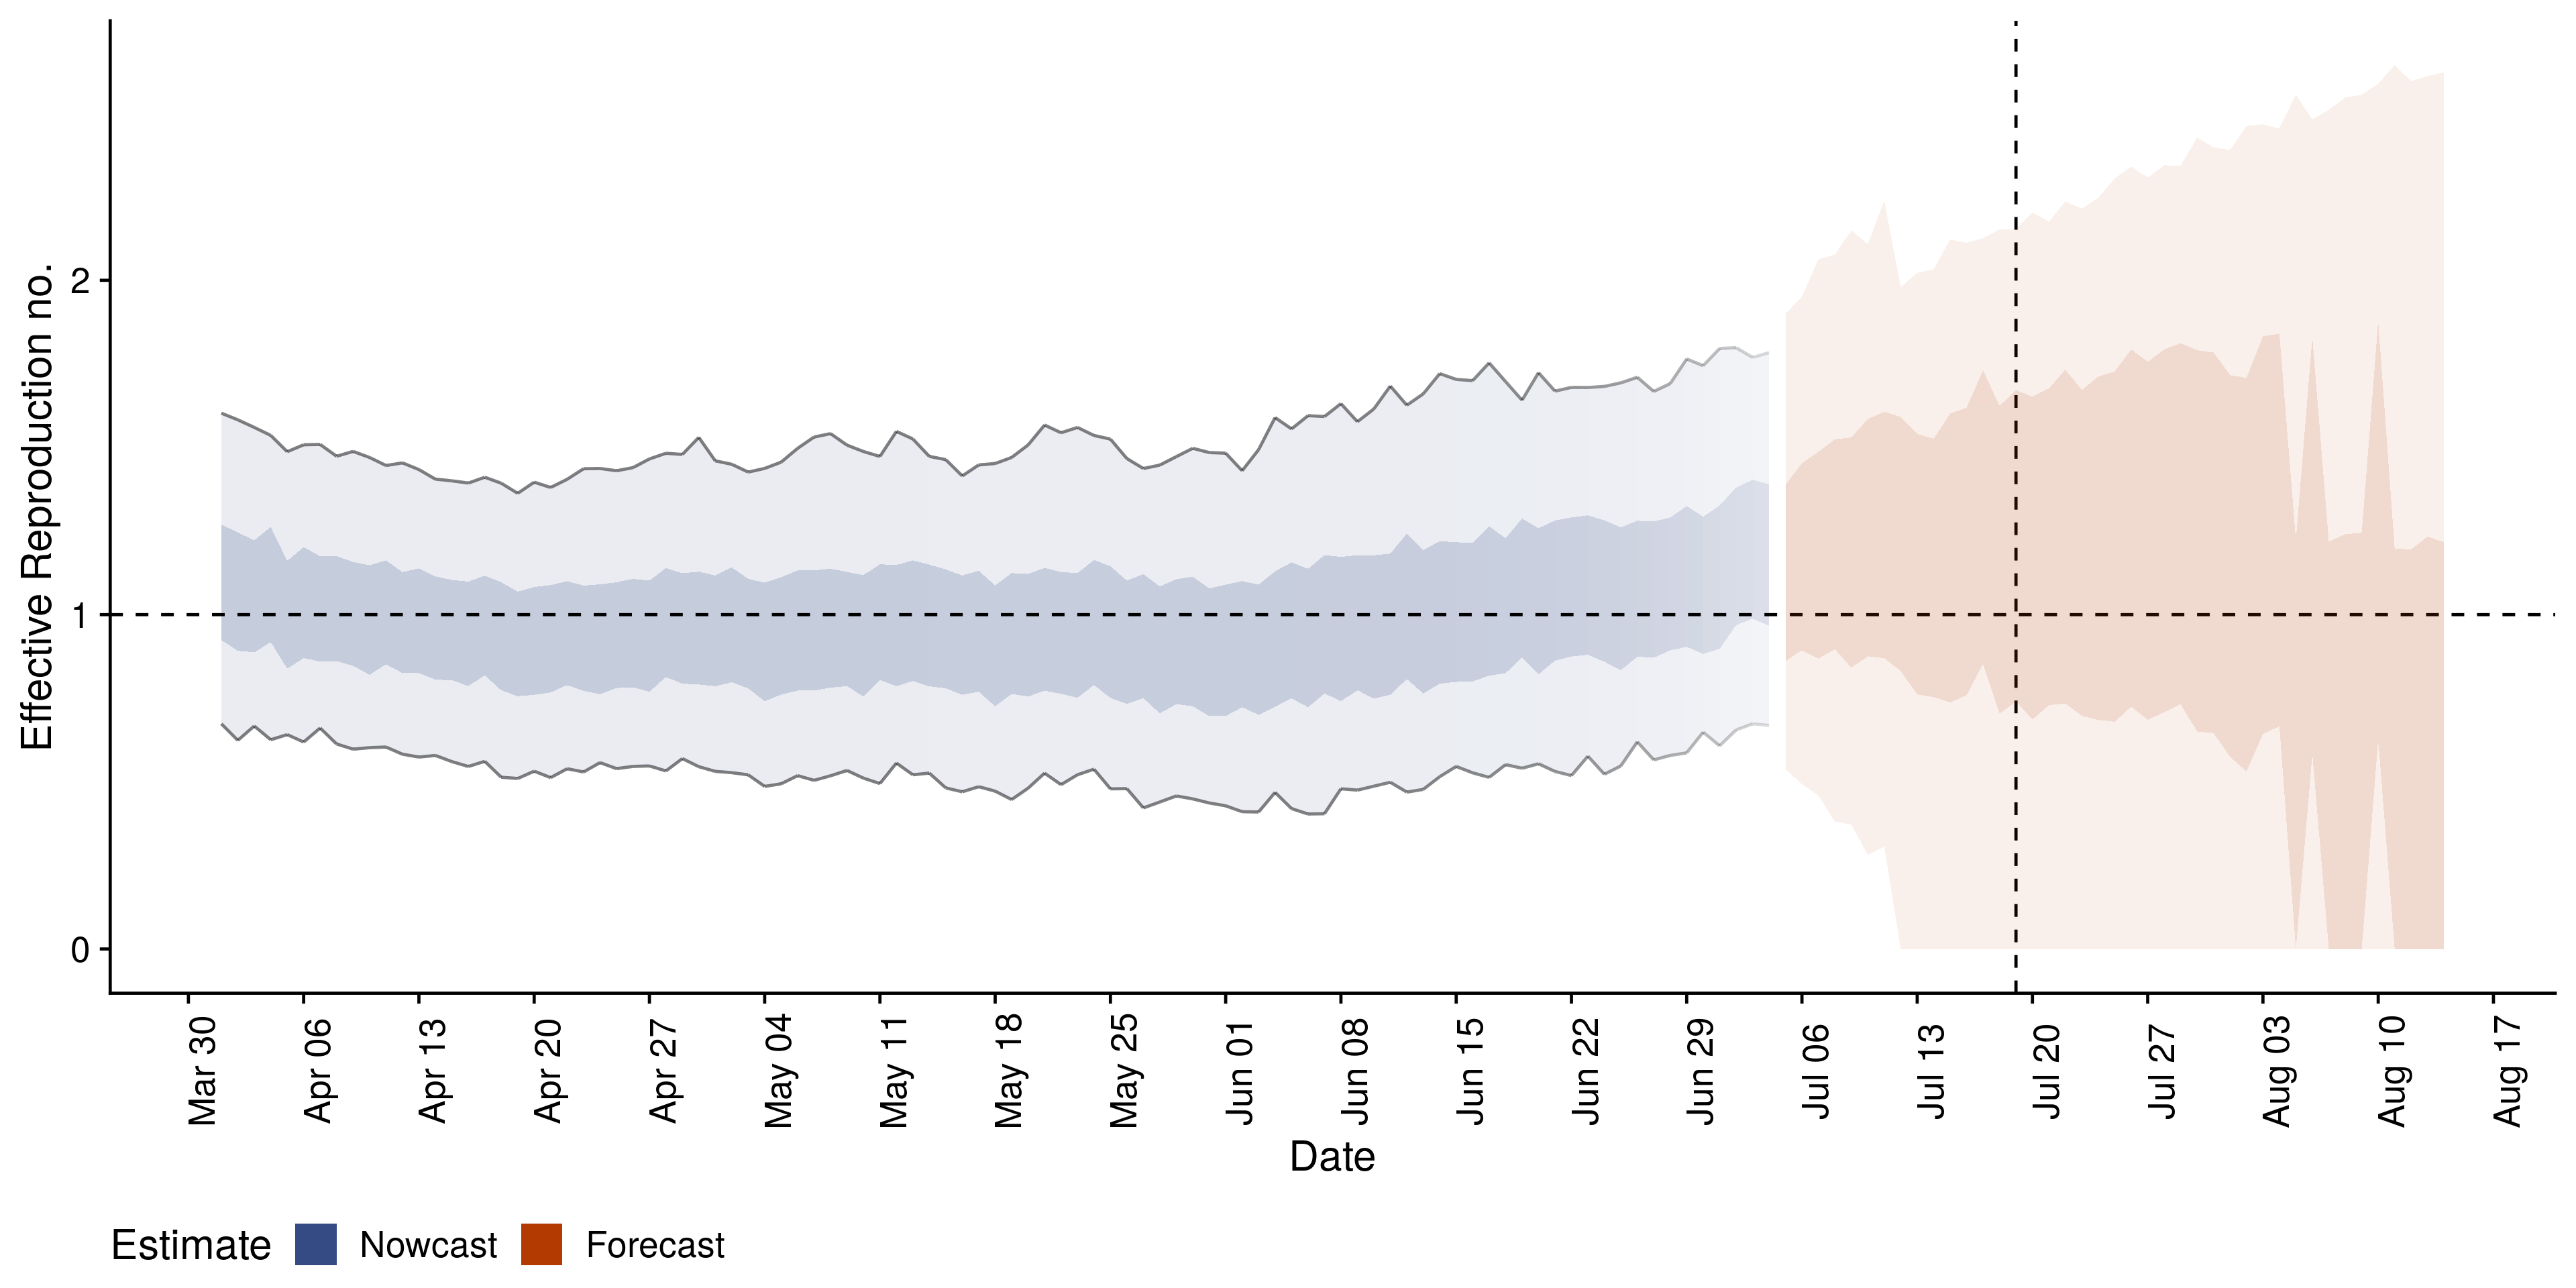 Effective Reproduction no.
2
1
0
Mar 30
Apr 06
Apr 13
Apr 20
Apr 27
May 04
May 11
May 18
May 25
Jun 01
Jun 08
Jun 15
Jun 22
Jun 29
Jul 06
Jul 13
Jul 20
Jul 27
Aug 03
Aug 10
Aug 17
Date
Estimate Nowcast Forecast